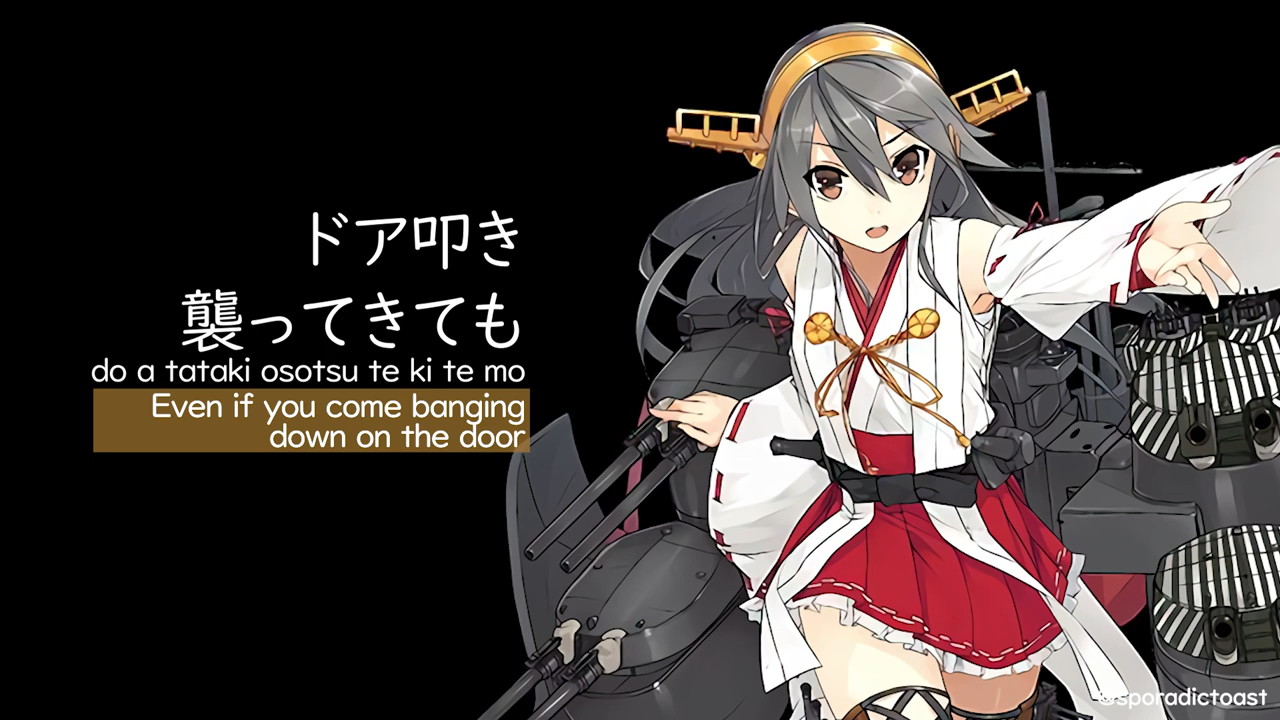 ドア叩き
襲ってきても
do a tataki osotsu te ki te mo
Even if you come banging
down on the door
@sporadictoast